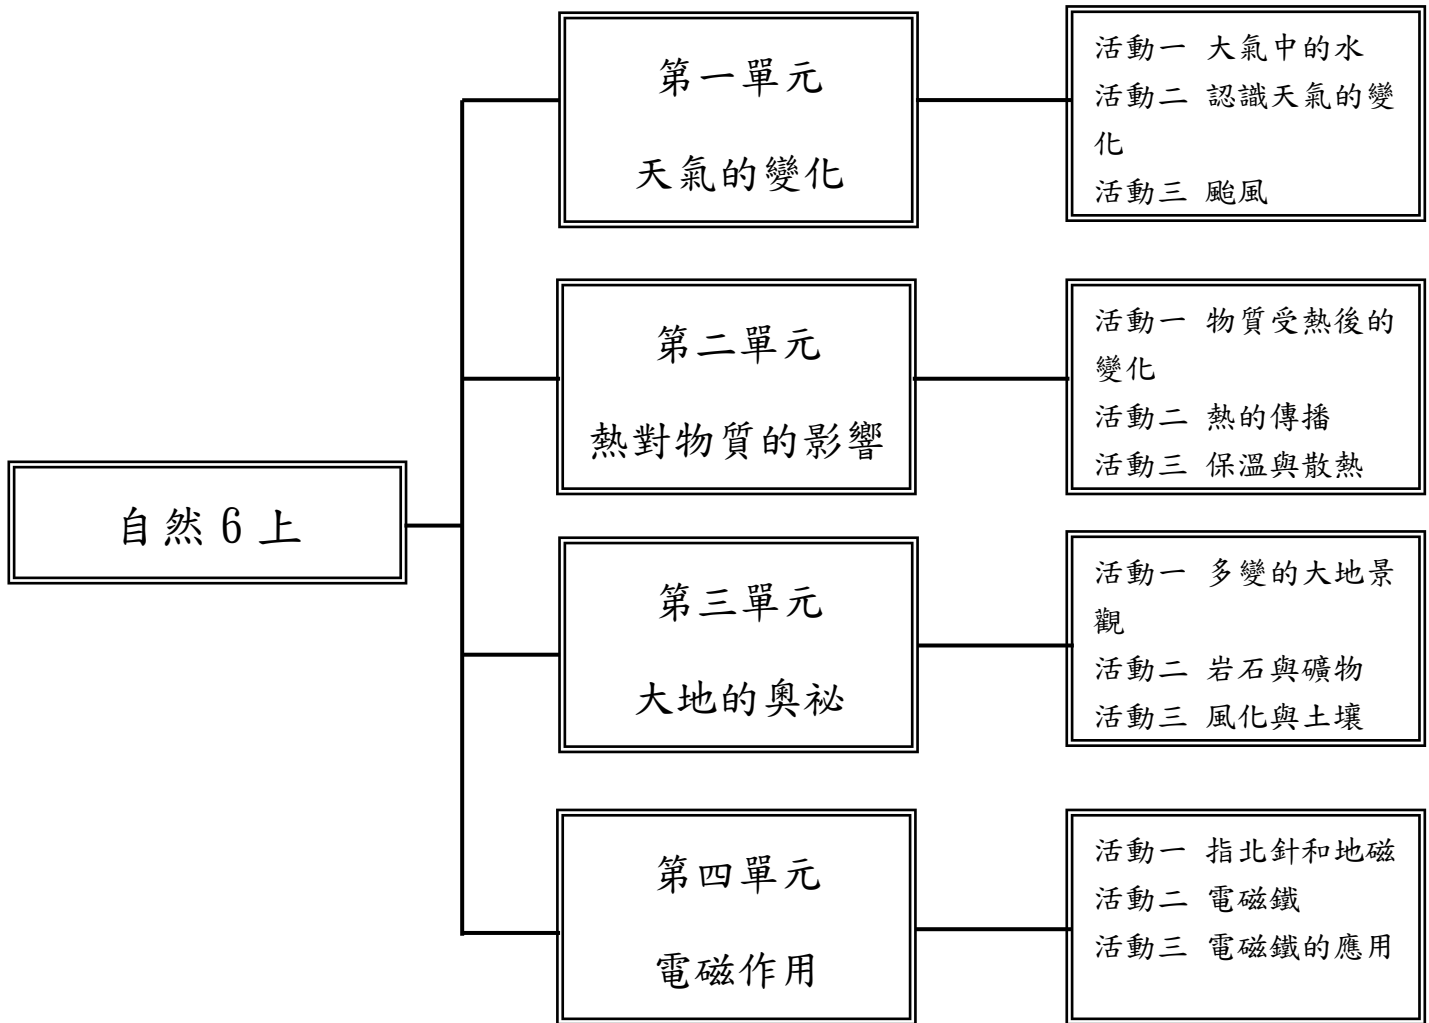 自然 6 上
第一單元
天氣的變化
活動一 大氣中的水
活動二 認識天氣的變
化
活動三 颱風
第二單元
熱對物質的影響
活動一 物質受熱後的
變化
活動二 熱的傳播
活動三 保溫與散熱
第三單元
大地的奧祕
活動一 多變的大地景
觀
活動二 岩石與礦物
活動三 風化與土壤
第四單元
電磁作用
活動一 指北針和地磁
活動二 電磁鐵
活動三 電磁鐵的應用